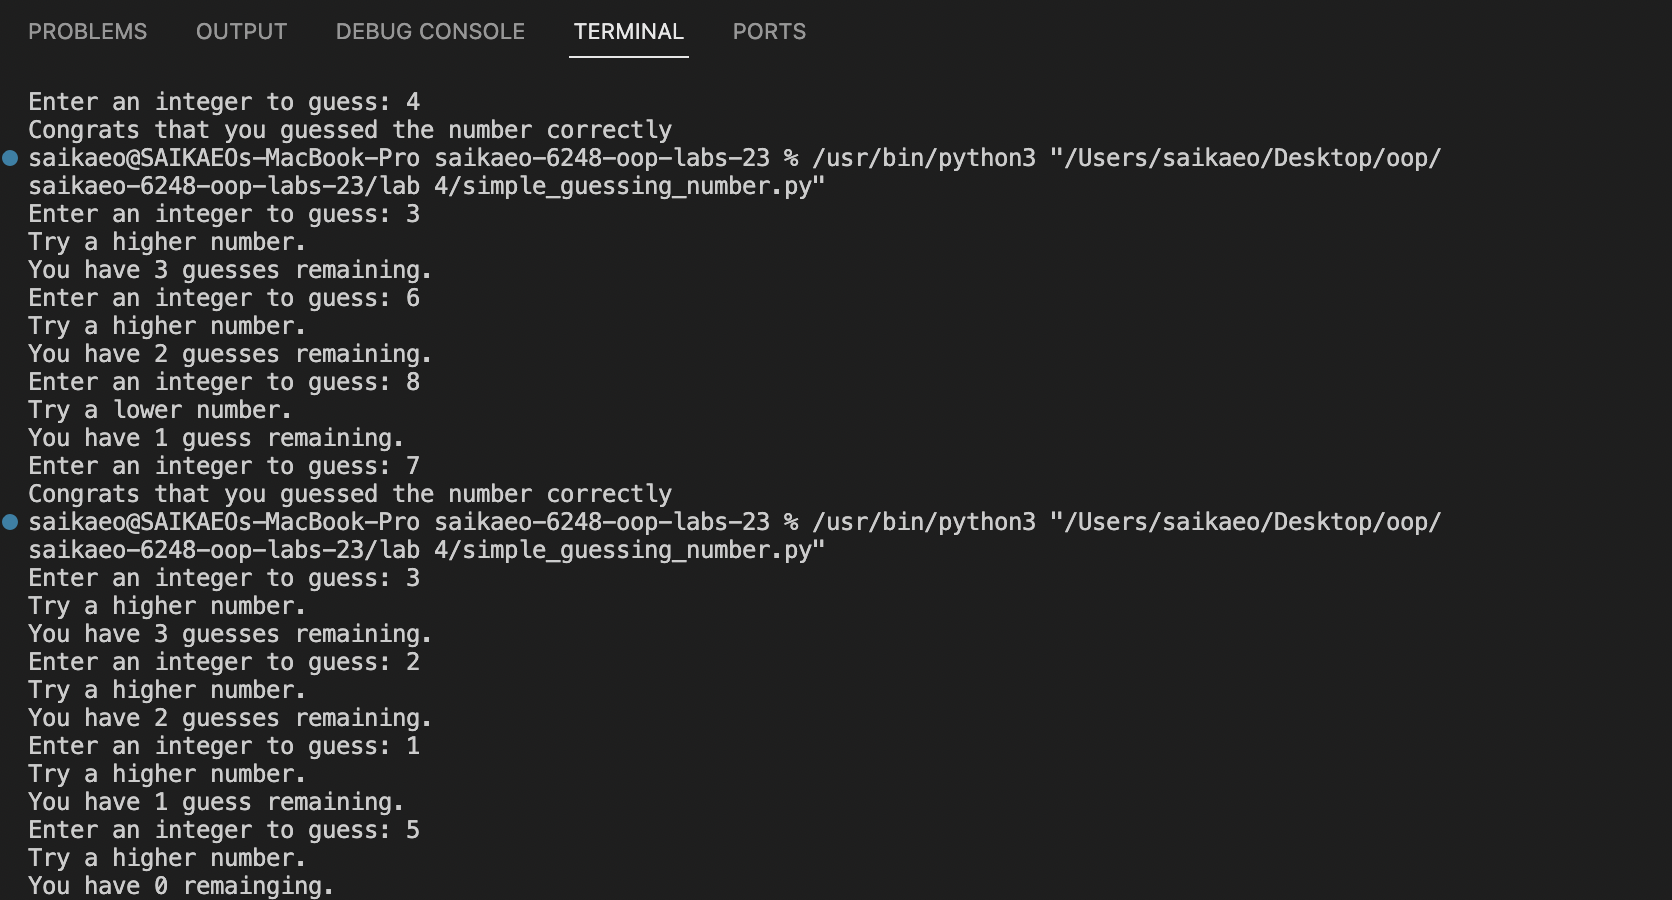 PROBLEMS OUTPUT DEBUG CONSOLE TERMINAL PORTS
Enter an integer to guess: 4
Congrats that you guessed the number correctly
saikaeo@SAIKAEOs-MacBook-Pro saikaeo-6248-oop-labs-23 % /usr/bin/python3 "/Users/saikaeo/Desktop/oop/
saikaeo-6248-oop-labs-23/lab 4/simple_guessing_number.py"
Enter an integer to guess: 3
Try a higher number.
You have 3 guesses remaining.
Enter an integer to guess: 6
Try a higher number.
You have 2 guesses remaining.
Enter an integer to guess: 8
Try a lower number.
You have 1 guess remaining.
Enter an integer to guess: 7
Congrats that you guessed the number correctly
saikaeo@SAIKAEOs-MacBook-Pro saikaeo-6248-oop-labs-23 % /usr/bin/python3 "/Users/saikaeo/Desktop/oop/
saikaeo-6248-oop-labs-23/lab 4/simple_guessing_number.py"
Enter an integer to guess: 3
Try a higher number.
You have 3 guesses remaining.
Enter an integer to guess: 2
Try a higher number.
You have 2 guesses remaining.
Enter an integer to guess: 1
Try a higher number.
You have 1 guess remaining.
Enter an integer to guess: 5
Try a higher number.
You have 0 remainging.